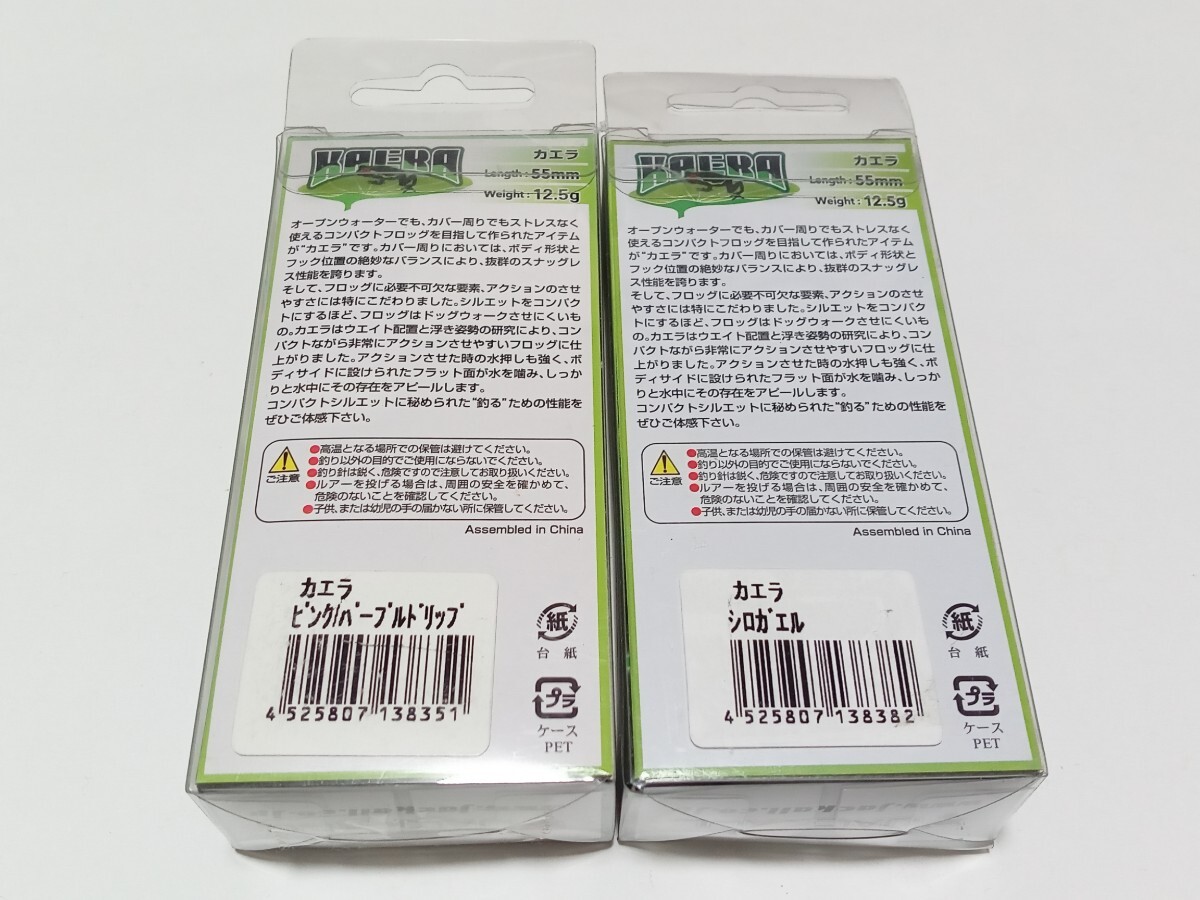 KAERA
カエラ
Length : 55mm
Weight : 12.5g
オープンウォーターでも、カバー周りでもストレスなく
使えるコンパクトフロッグを目指して作られたアイテム
が“カエラ”です。カバー周りにおいては、ボディ形状と
フック位置の絶妙なバランスにより、抜群のスナッグレ
ス性能を誇ります。
そして、フロッグに必要不可欠な要素、アクションのさせ
やすさには特にこだわりました。シルエットをコンパク
トにするほど、フロッグはドッグウォークさせにくいも
の。カエラはウエイト配置と浮き姿勢の研究により、コン
パクトながら非常にアクションさせやすいフロッグに仕
上がりました。アクションさせた時の水押しも強く、ボ
ディサイドに設けられたフラット面が水を噛み、しっか
りと水中にその存在をアピールします。
コンパクトシルエットに秘められた“釣る”ための性能を
ぜひご体感下さい。
ご注意
●高温となる場所での保管は避けてください。
●釣り以外の目的でご使用にならないでください。
●釣り針は鋭く、危険ですので注意してお取り扱いください。
●ルアーを投げる場合は、周囲の安全を確かめて、
危険のないことを確認してください。
●子供、または幼児の手の届かない所に保管してください。
Assembled in China
カエラ
ピンク/パープルドリップ
4 525807 138351
紙
台 紙
プラ
ケース
PET
KAERA
カエラ
Length : 55mm
Weight : 12.5g
オープンウォーターでも、カバー周りでもストレスなく
使えるコンパクトフロッグを目指して作られたアイテム
が“カエラ”です。カバー周りにおいては、ボディ形状と
フック位置の絶妙なバランスにより、抜群のスナッグレ
ス性能を誇ります。
そして、フロッグに必要不可欠な要素、アクションのさせ
やすさには特にこだわりました。シルエットをコンパク
トにするほど、フロッグはドッグウォークさせにくいも
の。カエラはウエイト配置と浮き姿勢の研究により、コン
パクトながら非常にアクションさせやすいフロッグに仕
上がりました。アクションさせた時の水押しも強く、ボ
ディサイドに設けられたフラット面が水を噛み、しっか
りと水中にその存在をアピールします。
コンパクトシルエットに秘められた“釣る”ための性能を
ぜひご体感下さい。
ご注意
●高温となる場所での保管は避けてください。
●釣り以外の目的でご使用にならないでください。
●釣り針は鋭く、危険ですので注意してお取り扱いください。
●ルアーを投げる場合は、周囲の安全を確かめて、
危険のないことを確認してください。
●子供、または幼児の手の届かない所に保管してください。
Assembled in China
カエラ
シロガエル
4 525807 138382
紙
台 紙
プラ
ケース
PET